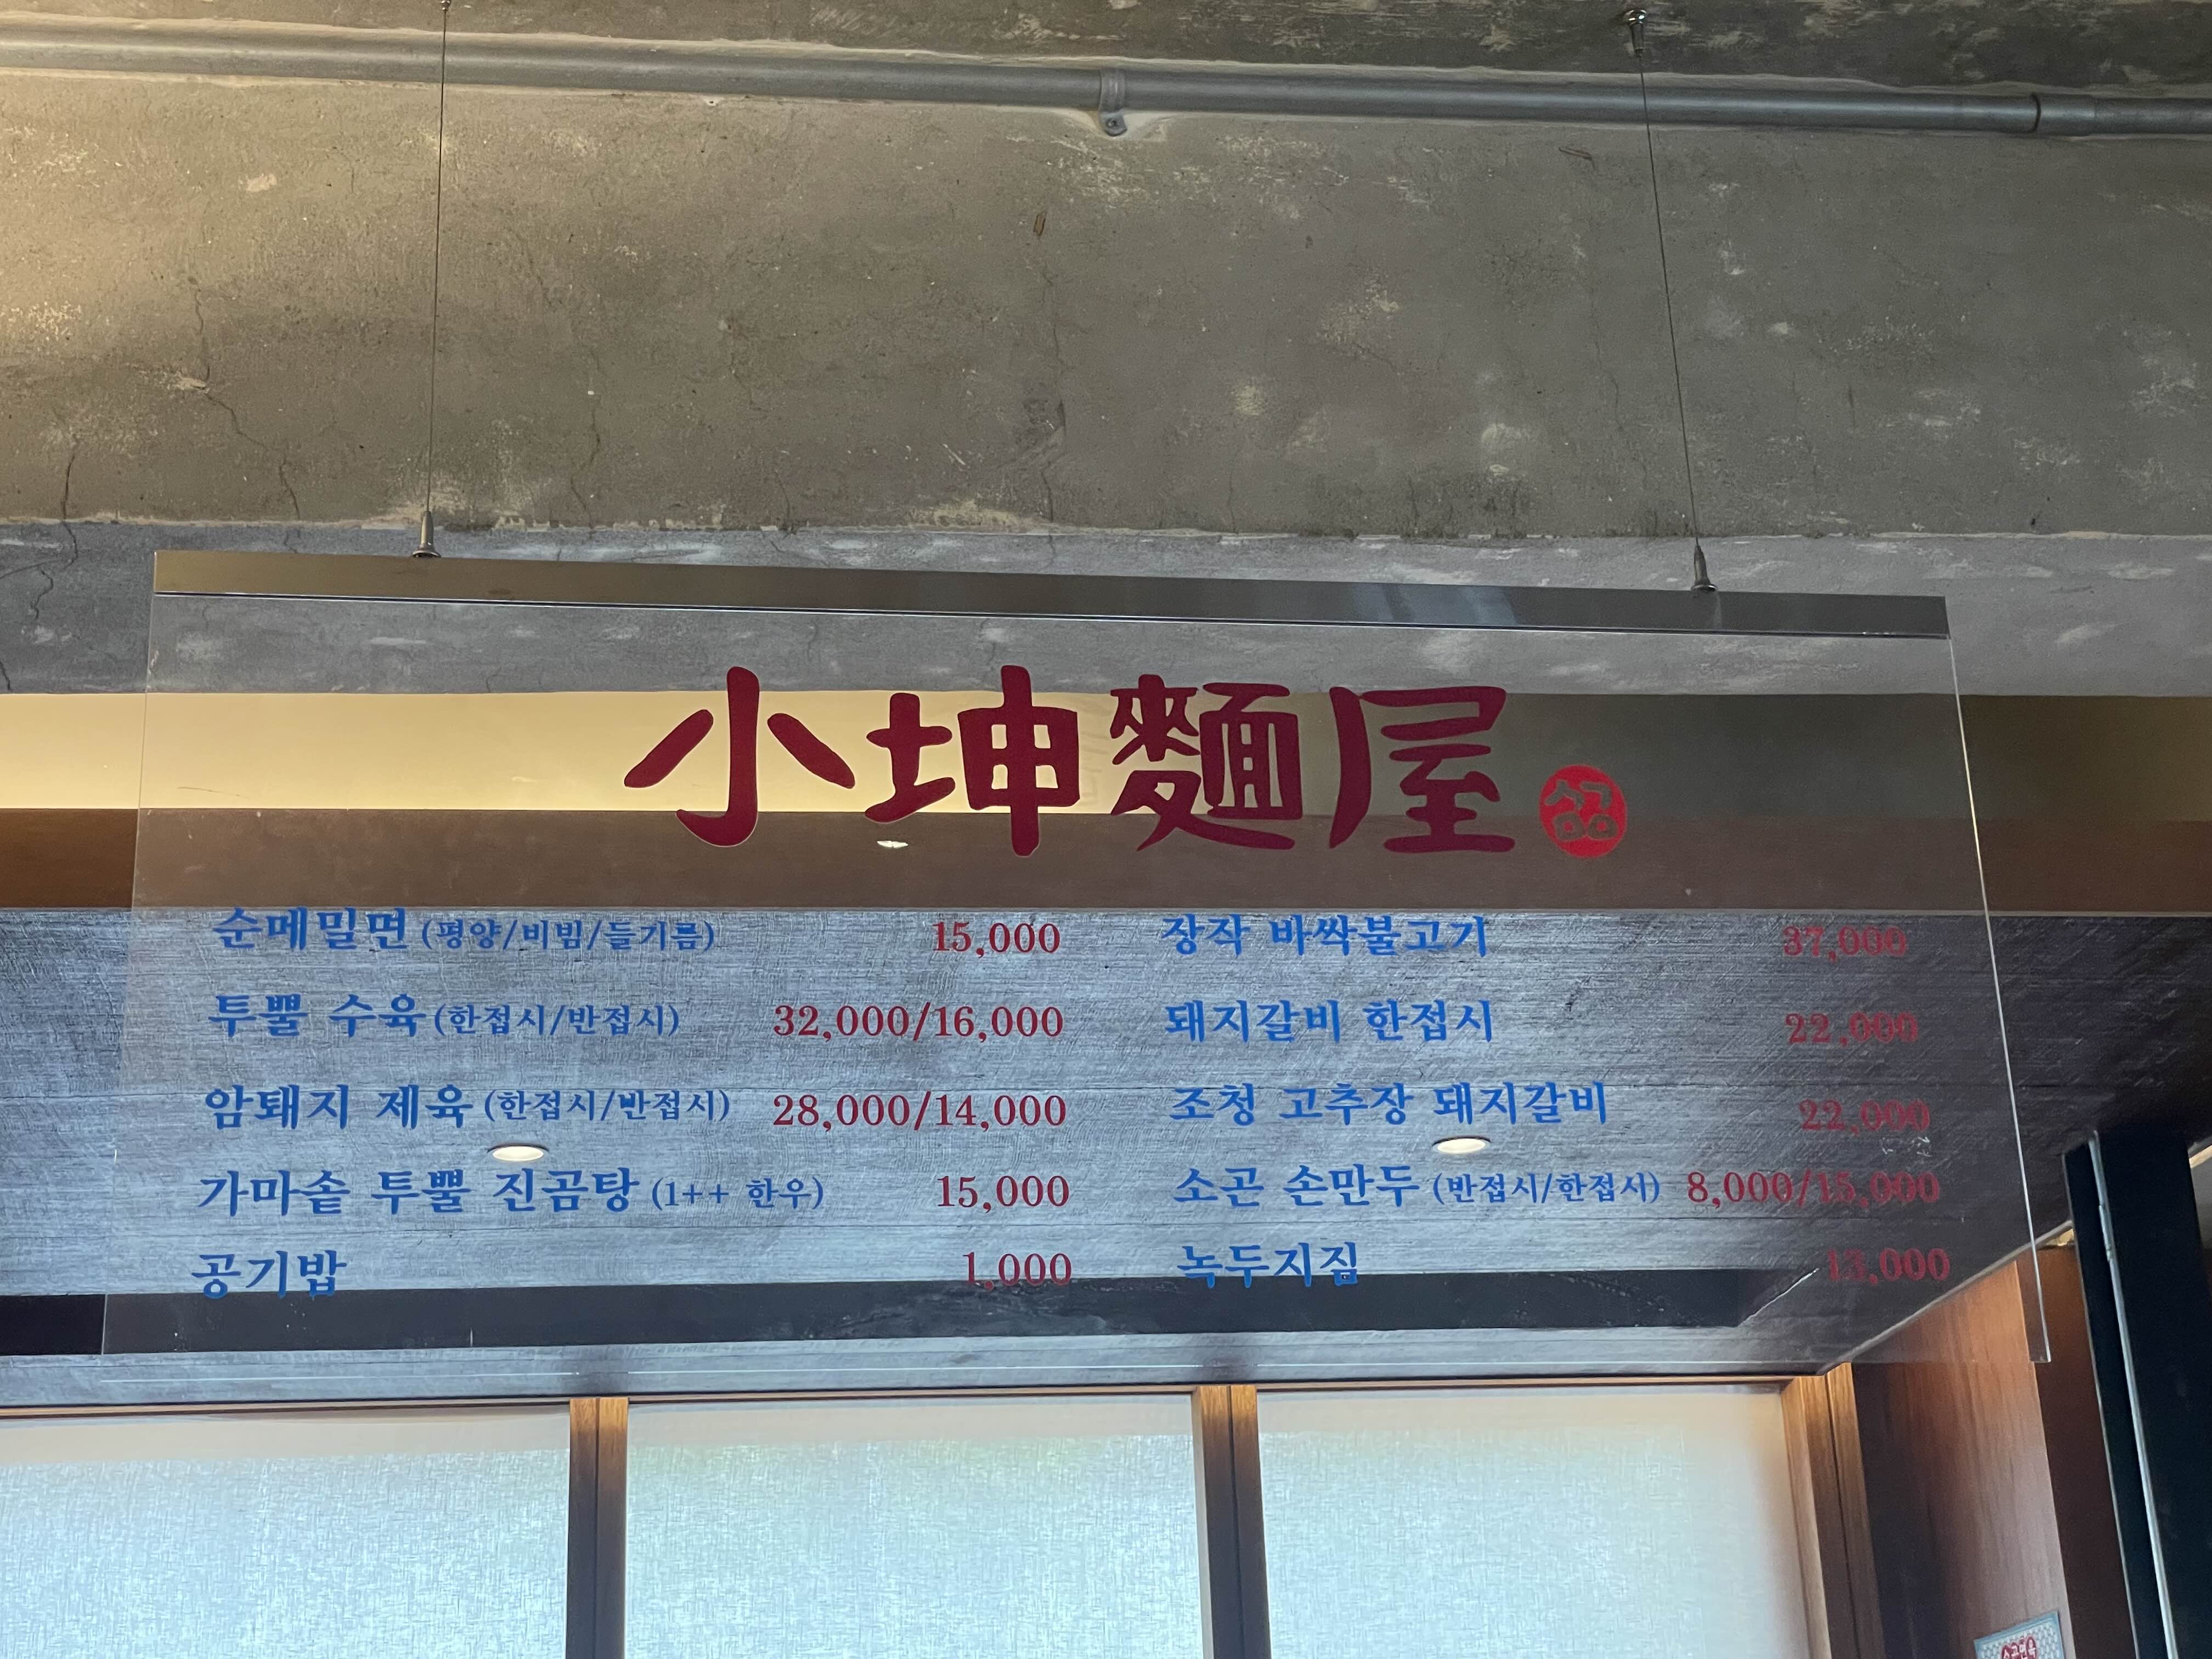 小坤麵屋
소곤
순메밀면 (평양/비빔/들기름) 15,000
투뿔 수육 (한접시/반접시) 32,000/16,000
암퇘지 제육 (한접시/반접시) 28,000/14,000
가마솥 투뿔 진곰탕 (1++ 한우) 15,000
공기밥 1,000
장작 바싹불고기 37,000
돼지갈비 한접시 22,000
조청 고추장 돼지갈비 22,000
소곤 손만두 (반접시/한접시) 8,000/15,000
녹두지짐 13,000